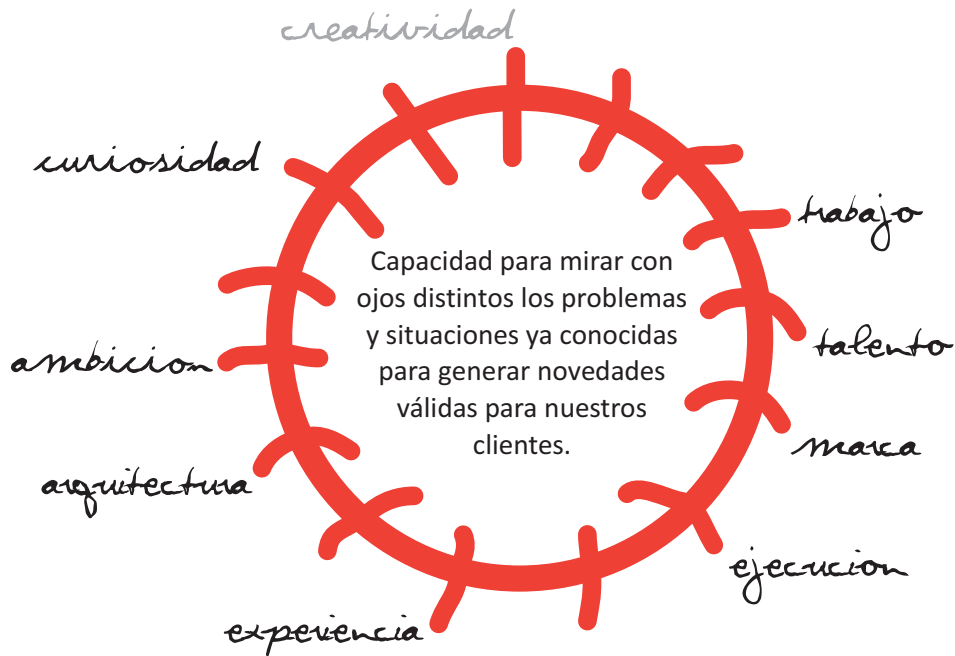 creatividad
curiosidad
trabajo
Capacidad para mirar con
ojos distintos los problemas
y situaciones ya conocidas
para generar novedades
válidas para nuestros
clientes.
talento
ambicion
marca
arquitectura
ejecucion
experiencia